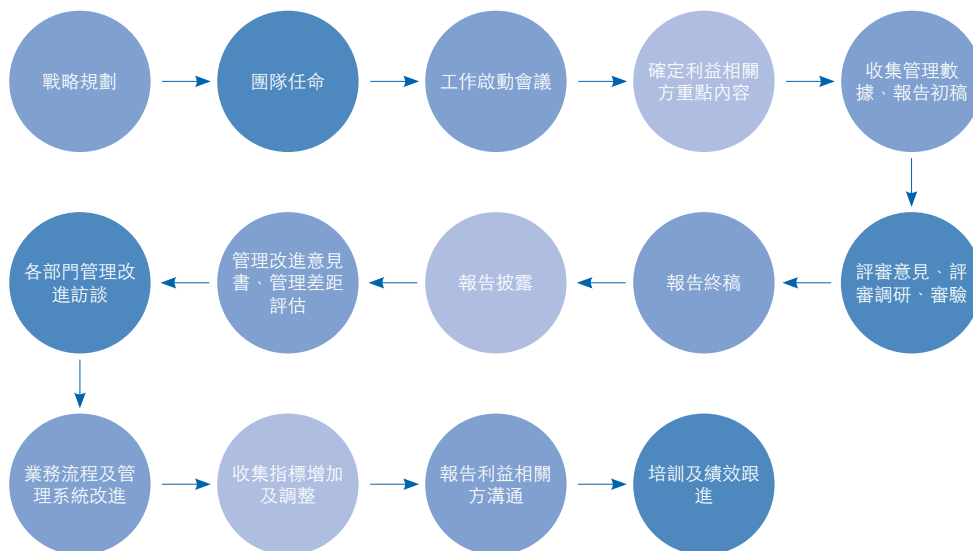 戰略規劃
團隊任命
工作啟動會議
確定利益相關
方重點內容
收集管理數
據、報告初稿
評審意見、評
審調研、審驗
報告終稿
報告披露
管理改進意見
書、管理差距
評估
各部門管理改
進訪談
業務流程及管
理系統改進
收集指標增加
及調整
報告利益相關
方溝通
培訓及績效跟
進